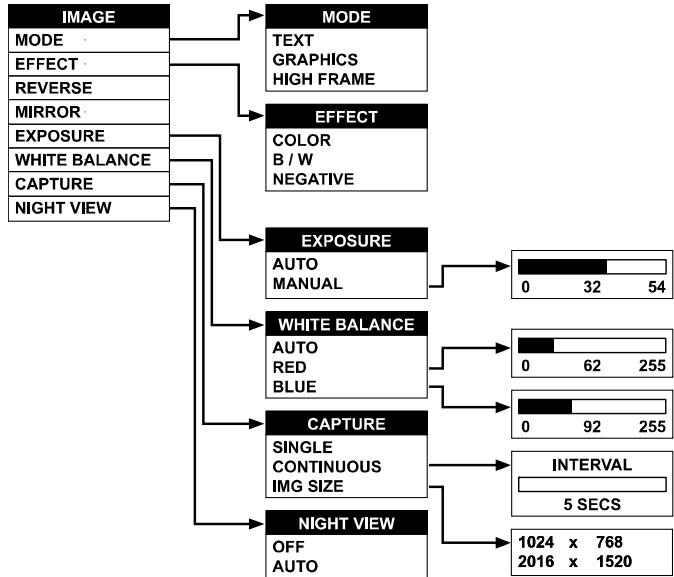 IMAGE
MODE
EFFECT
REVERSE
MIRROR
EXPOSURE
WHITE BALANCE
CAPTURE
NIGHT VIEW
MODE
TEXT
GRAPHICS
HIGH FRAME
EFFECT
COLOR
B / W
NEGATIVE
EXPOSURE
AUTO
MANUAL
0 32 54
WHITE BALANCE
AUTO
RED
BLUE
0 62 255
0 92 255
CAPTURE
SINGLE
CONTINUOUS
IMG SIZE
INTERVAL
5 SECS
1024 x 768
2016 x 1520
NIGHT VIEW
OFF
AUTO